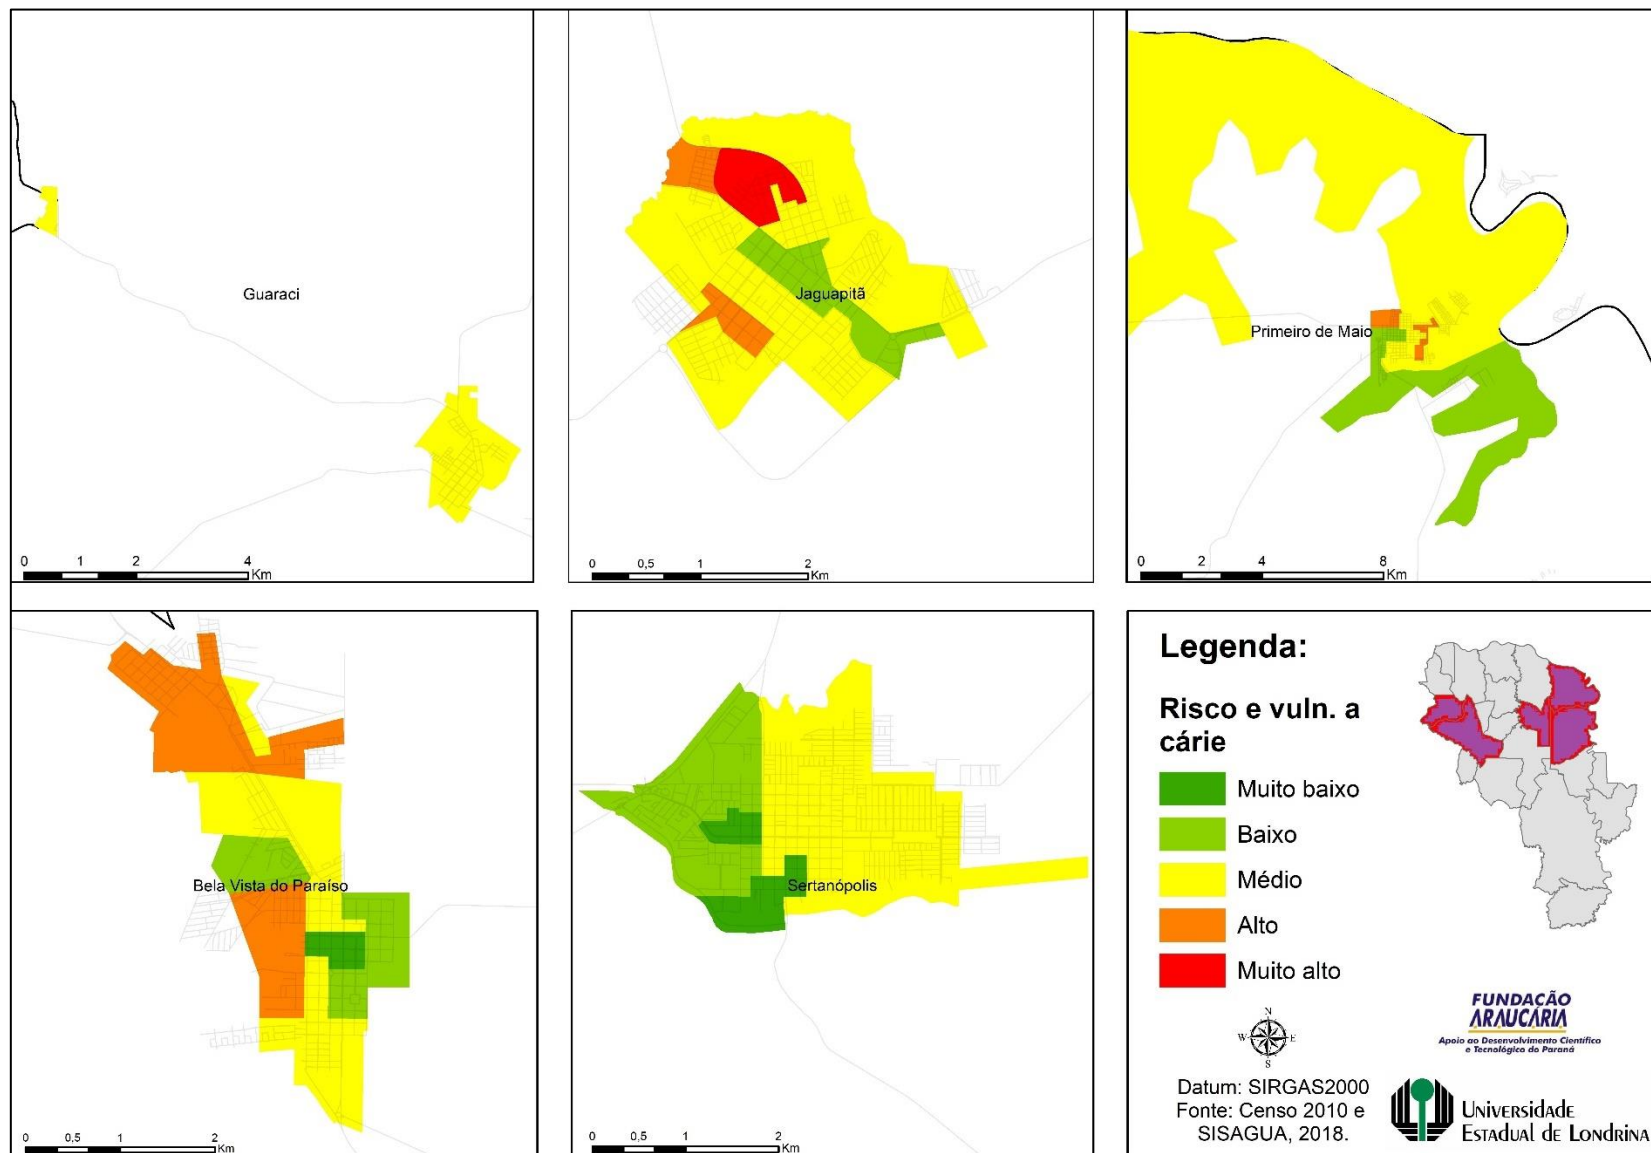 Guaraci
0 1 2 4
Km
Jaguapitã
0 0,5 1 2
Km
Primeiro de Maio
0 2 4 8
Km
Bela Vista do Paraíso
0 0,5 1 2
Km
Sertanópolis
0 0,5 1 2
Km
Legenda:
Risco e vuln. a
cárie
Muito baixo
Baixo
Médio
Alto
Muito alto
N
W E
S
Datum: SIRGAS2000
Fonte: Censo 2010 e
SISAGUA, 2018.
FUNDAÇÃO
ARAUCÁRIA
Apoio ao Desenvolvimento Científico
e Tecnológico do Paraná
UNIVERSIDADE
ESTADUAL DE LONDRINA